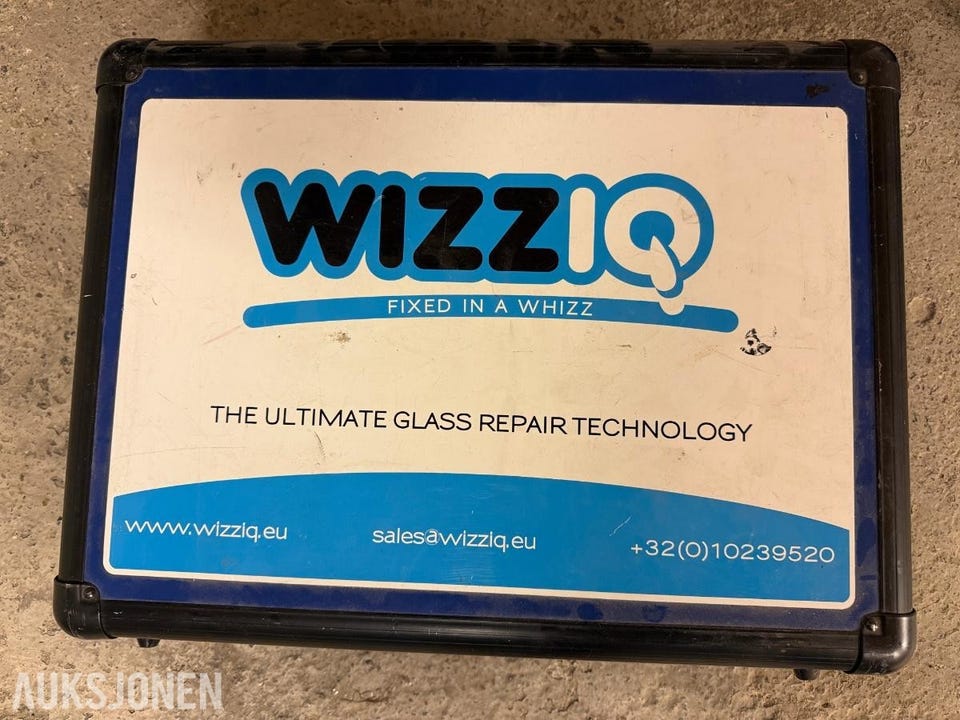 WIZZIQ
FIXED IN A WHIZZ
THE ULTIMATE GLASS REPAIR TECHNOLOGY
www.wizziq.eu sales@wizziq.eu +32(0)10239520
AUKSJONEN